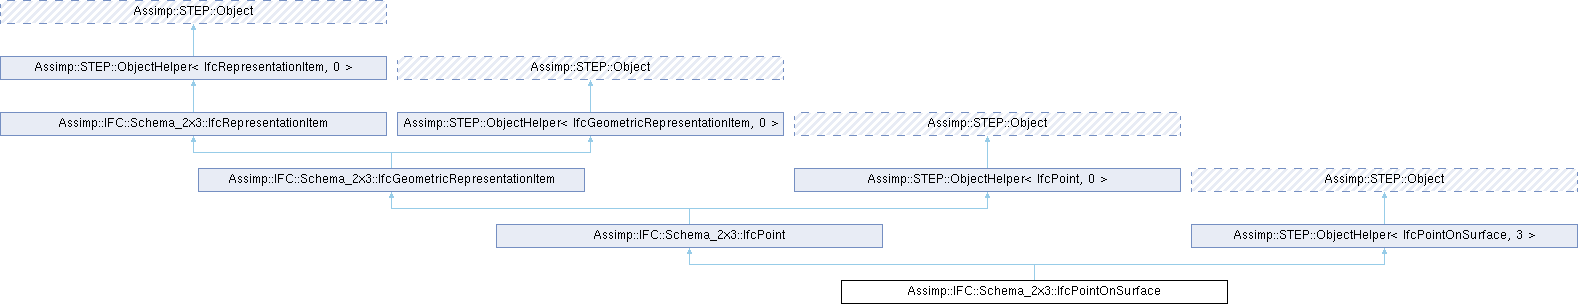 Assimp::STEP::Object
Assimp::STEP::ObjectHelper< IfcRepresentationItem, 0 >
Assimp::STEP::Object
Assimp::IFC::Schema_2x3::IfcRepresentationItem
Assimp::STEP::ObjectHelper< IfcGeometricRepresentationItem, 0 >
Assimp::STEP::Object
Assimp::IFC::Schema_2x3::IfcGeometricRepresentationItem
Assimp::STEP::ObjectHelper< IfcPoint, 0 >
Assimp::STEP::Object
Assimp::IFC::Schema_2x3::IfcPoint
Assimp::STEP::ObjectHelper< IfcPointOnSurface, 3 >
Assimp::IFC::Schema_2x3::IfcPointOnSurface